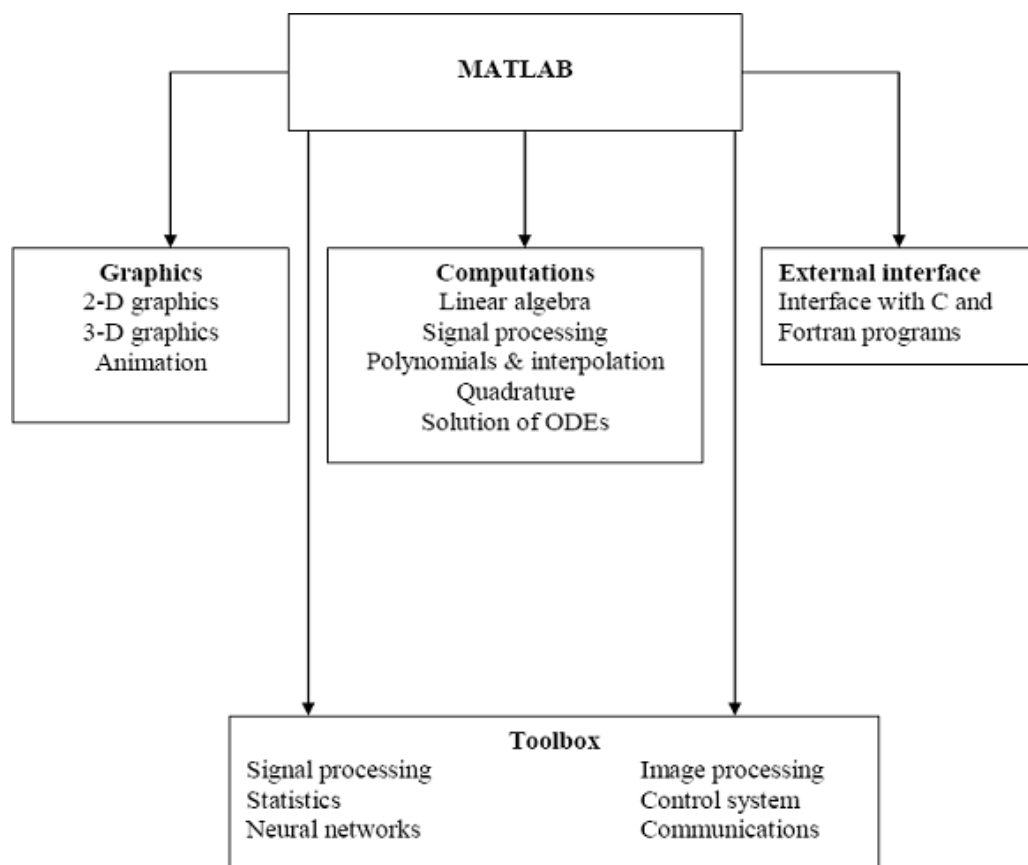 MATLAB
Graphics
2-D graphics
3-D graphics
Animation
Computations
Linear algebra
Signal processing
Polynomials & interpolation
Quadrature
Solution of ODEs
External interface
Interface with C and
Fortran programs
Toolbox
Signal processing
Statistics
Neural networks
Image processing
Control system
Communications